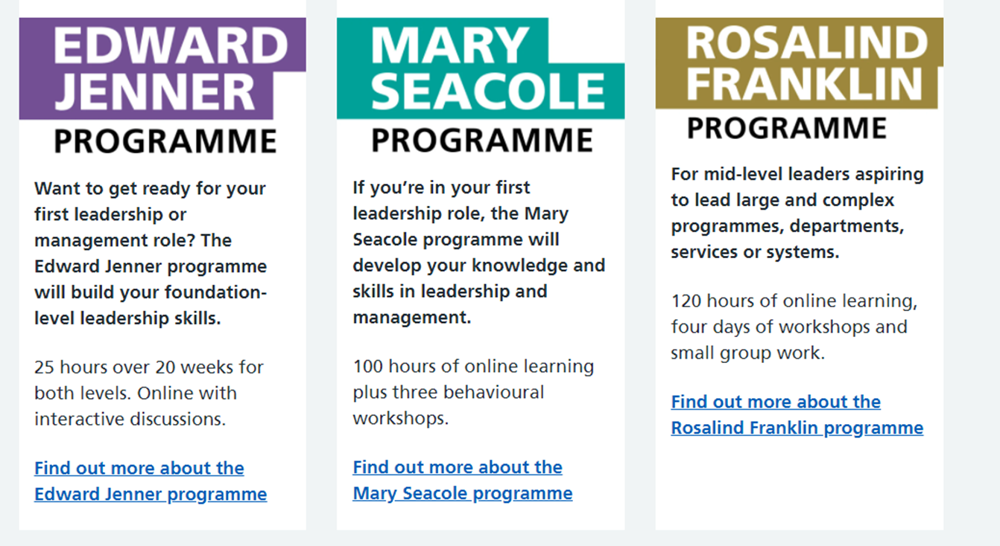 EDWARD
JENNER
PROGRAMME
Want to get ready for your
first leadership or
management role? The
Edward Jenner programme
will build your foundation-
level leadership skills.
25 hours over 20 weeks for
both levels. Online with
interactive discussions.
Find out more about the
Edward Jenner programme
MARY
SEACOLE
PROGRAMME
If you’re in your first
leadership role, the Mary
Seacole programme will
develop your knowledge and
skills in leadership and
management.
100 hours of online learning
plus three behavioural
workshops.
Find out more about the
Mary Seacole programme
ROSALIND
FRANKLIN
PROGRAMME
For mid-level leaders aspiring
to lead large and complex
programmes, departments,
services or systems.
120 hours of online learning,
four days of workshops and
small group work.
Find out more about the
Rosalind Franklin programme